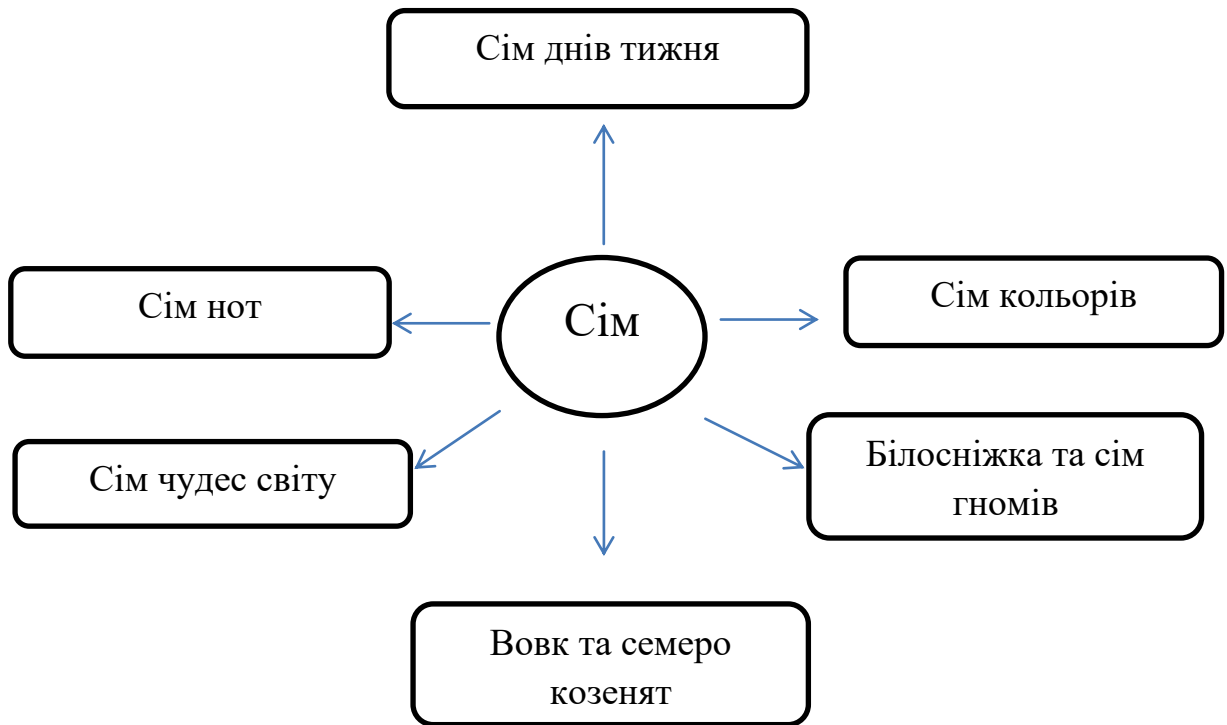 Сім днів тижня
Сім нот
Сім
Сім кольорів
Сім чудес світу
Білосніжка та сім
гномів
Вовк та семеро
козенят